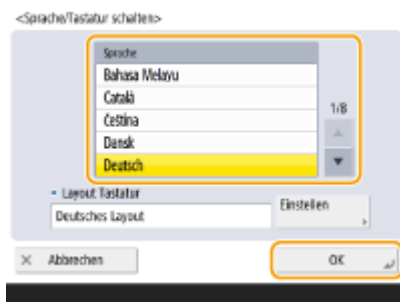 <Sprache/Tastatur schalten>
Sprache
Bahasa Melayu
Català
Čeština
Dansk
Deutsch
1/8
Layout Tastatur
Deutsches Layout
Einstellen
Abbrechen
OK